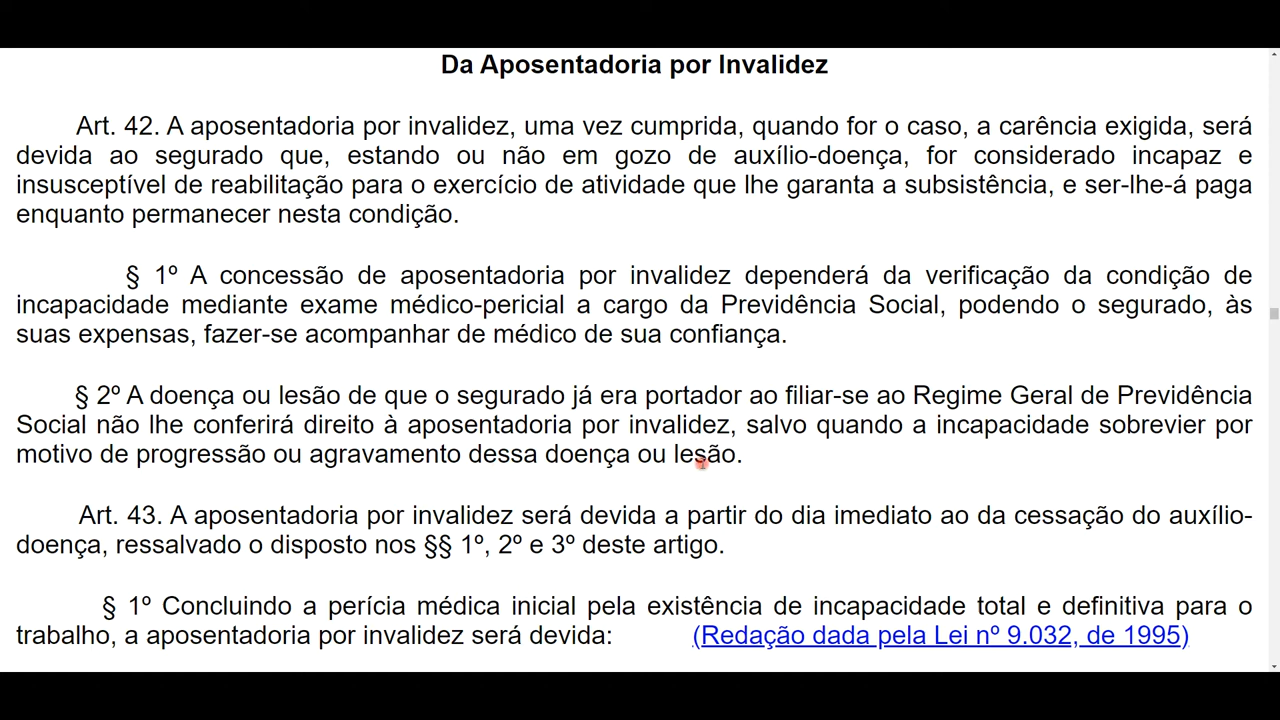 Da Aposentadoria por Invalidez
Art. 42. A aposentadoria por invalidez, uma vez cumprida, quando for o caso, a carência exigida, será
devida ao segurado que, estando ou não em gozo de auxílio-doença, for considerado incapaz e
insusceptível de reabilitação para o exercício de atividade que lhe garanta a subsistência, e ser-lhe-á paga
enquanto permanecer nesta condição.
§ 1º A concessão de aposentadoria por invalidez dependerá da verificação da condição de
incapacidade mediante exame médico-pericial a cargo da Previdência Social, podendo o segurado, às
suas expensas, fazer-se acompanhar de médico de sua confiança.
§ 2º A doença ou lesão de que o segurado já era portador ao filiar-se ao Regime Geral de Previdência
Social não lhe conferirá direito à aposentadoria por invalidez, salvo quando a incapacidade sobrevier por
motivo de progressão ou agravamento dessa doença ou lesão.
Art. 43. A aposentadoria por invalidez será devida a partir do dia imediato ao da cessação do auxílio-
doença, ressalvado o disposto nos §§ 1º, 2º e 3º deste artigo.
§ 1º Concluindo a perícia médica inicial pela existência de incapacidade total e definitiva para o
trabalho, a aposentadoria por invalidez será devida: (Redação dada pela Lei nº 9.032, de 1995)